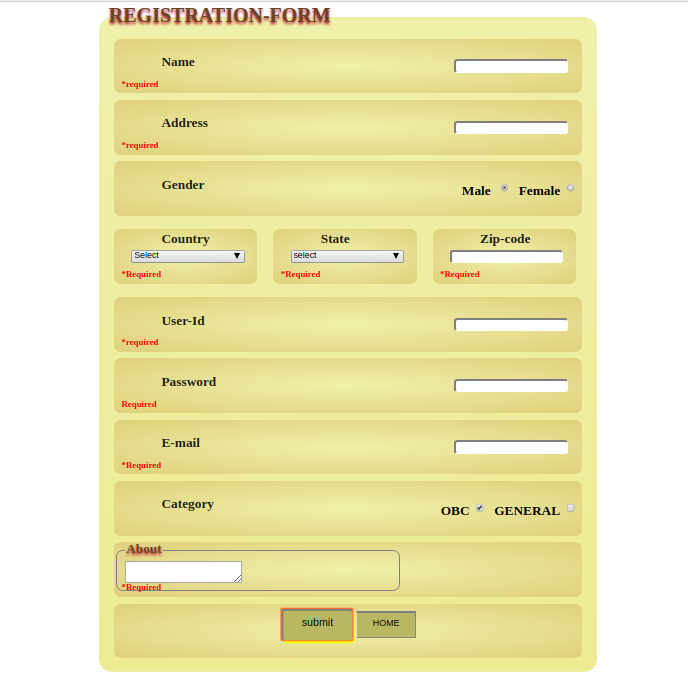 REGISTRATION-FORM
Name
*required
Address
*required
Gender
Male Female
Country State Zip-code
Select select
*Required *Required *Required
User-Id
*required
Password
Required
E-mail
*Required
Category
OBC GENERAL
About
*Required
submit HOME